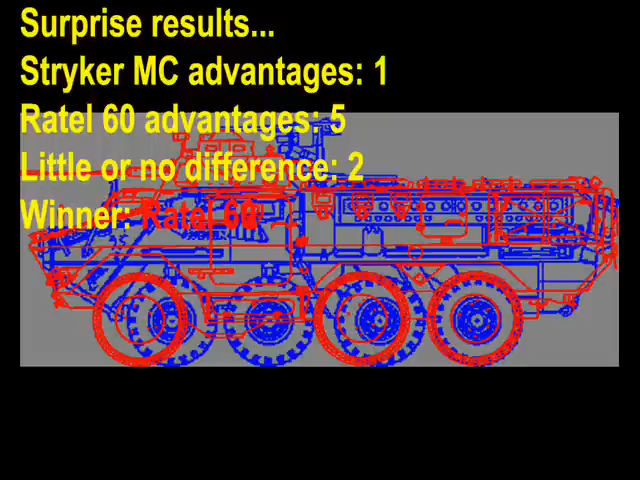 Surprise results...
Stryker MC advantages: 1
Ratel 60 advantages: 5
Little or no difference: 2
Winner: Ratel 60